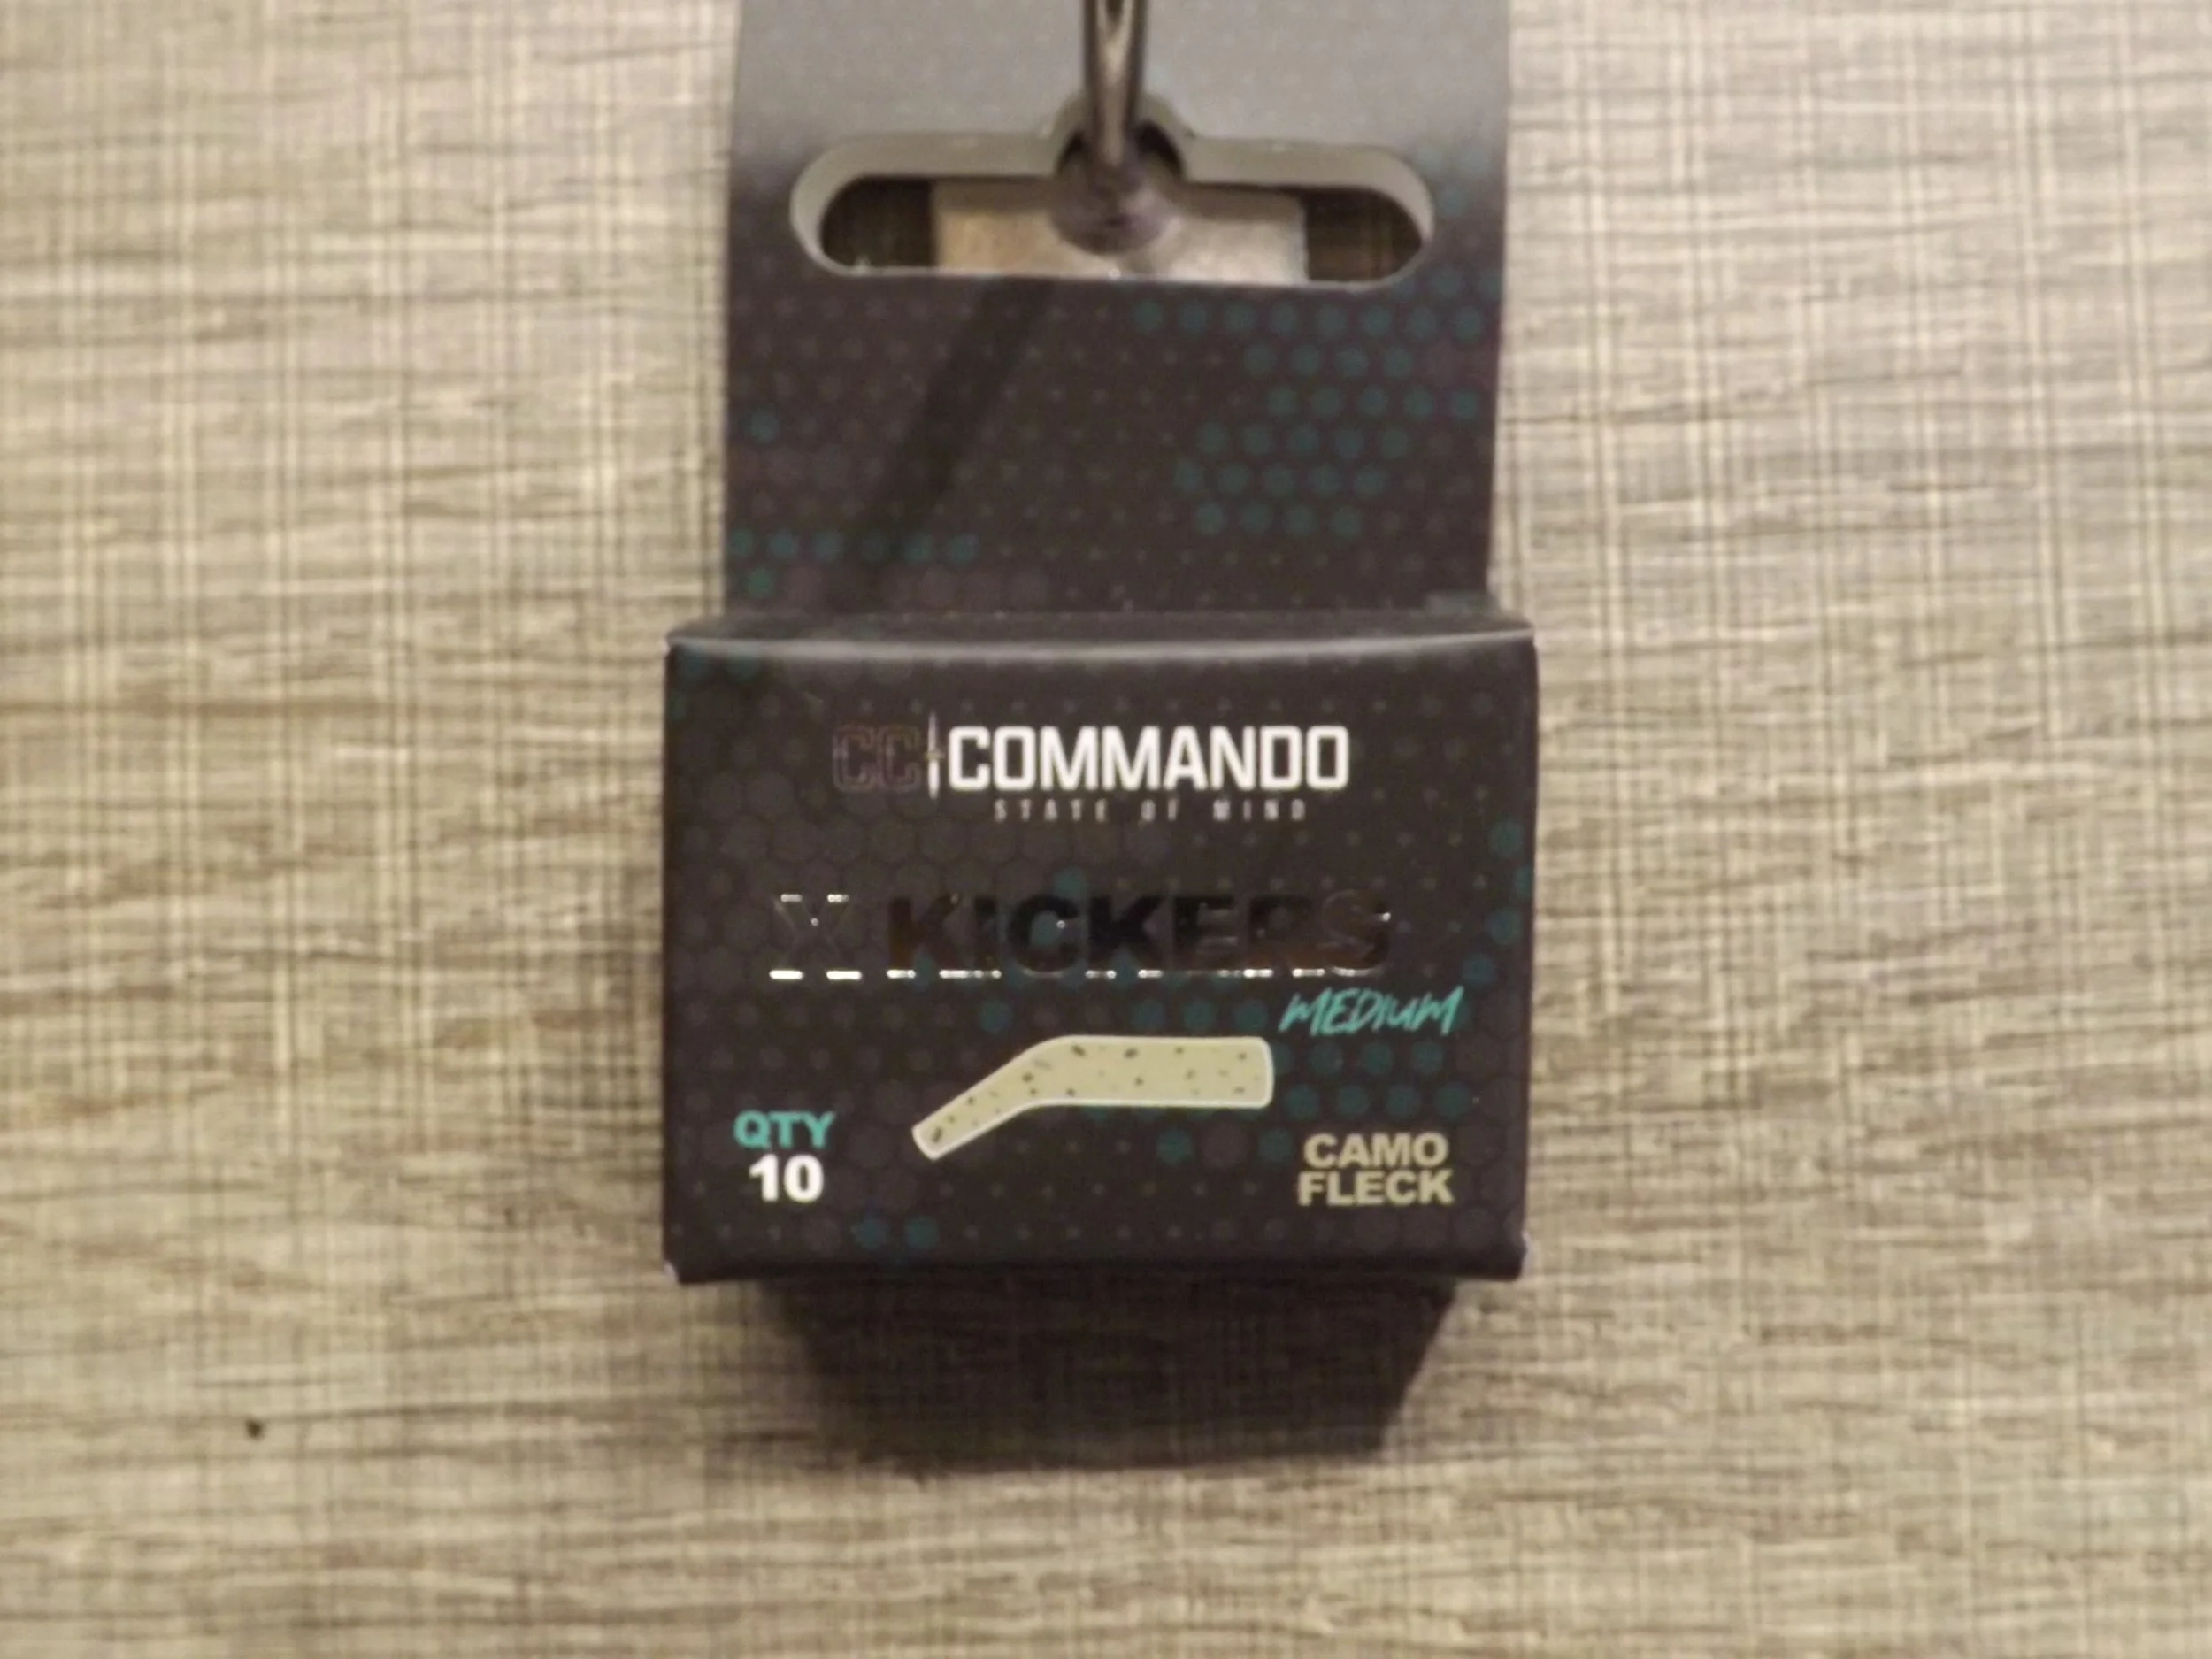 CC COMMANDO
STATE OF MIND
X KICKERS
MEDIUM
QTY
10
CAMO
FLECK